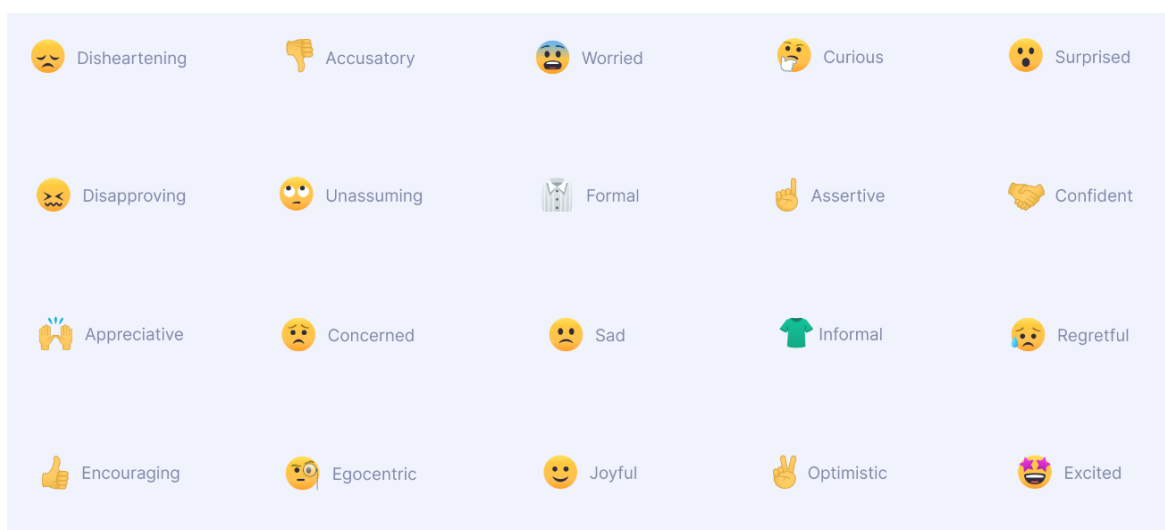 Disheartening Accusatory Worried Curious Surprised
Disapproving Unassuming Formal Assertive Confident
Appreciative Concerned Sad Informal Regretful
Encouraging Egocentric Joyful Optimistic Excited